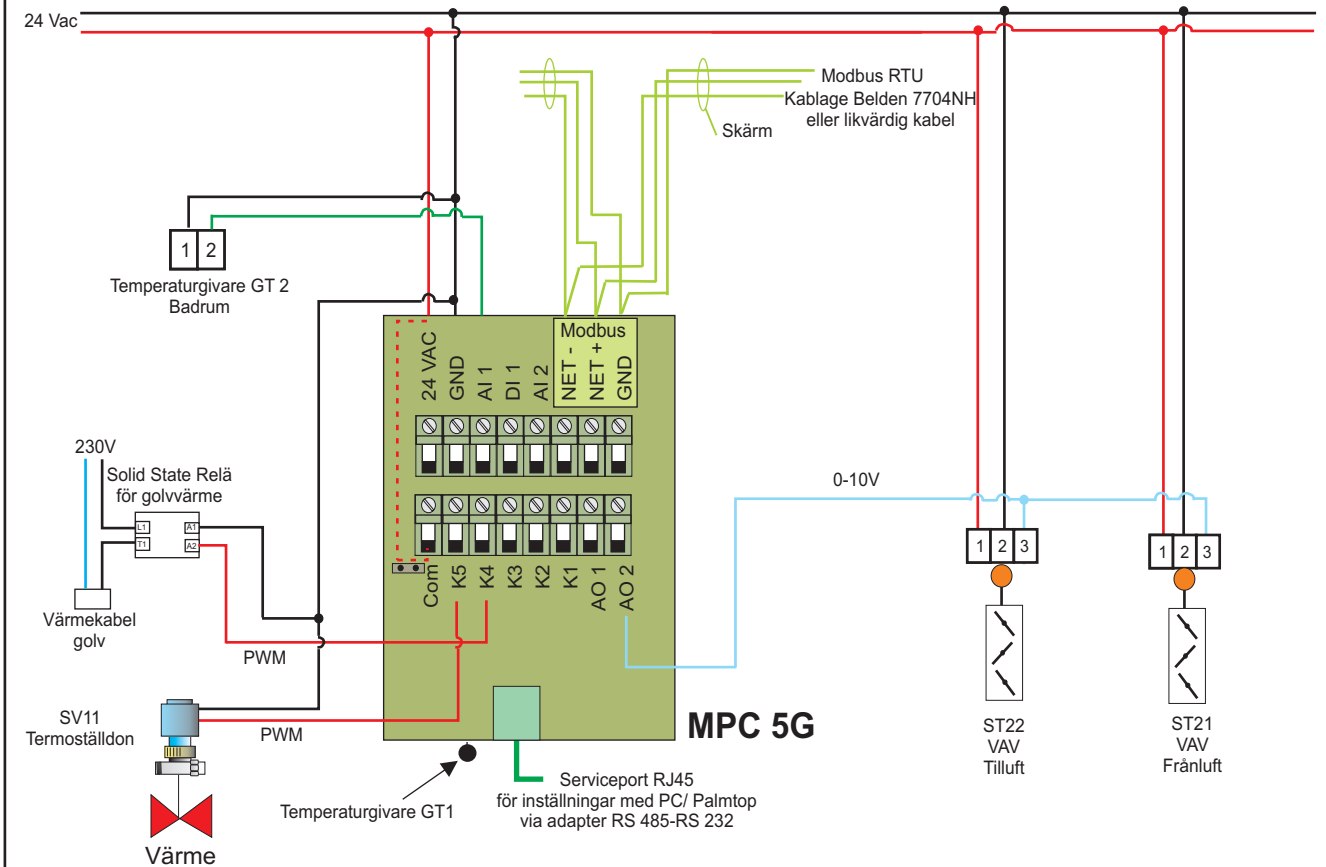 24 Vac
Modbus RTU
Kablage Belden 7704NH
eller likvärdig kabel
Skärm
1 2
Temperaturgivare GT 2
Badrum
Modbus
24 VAC
GND
AI 1
DI 1
AI 2
NET -
NET +
GND
230V
Solid State Relä
för golvvärme
L1 A1
T1 A2
Värmekabel
golv
PWM
0-10V
1 2 3
1 2 3
Com
K5
K4
K3
K2
K1
AO 1
AO 2
SV11
Termoställdon
PWM
MPC 5G
ST22
VAV
Tilluft
ST21
VAV
Frånluft
Temperaturgivare GT1
Serviceport RJ45
för inställningar med PC/ Palmtop
via adapter RS 485-RS 232
Värme